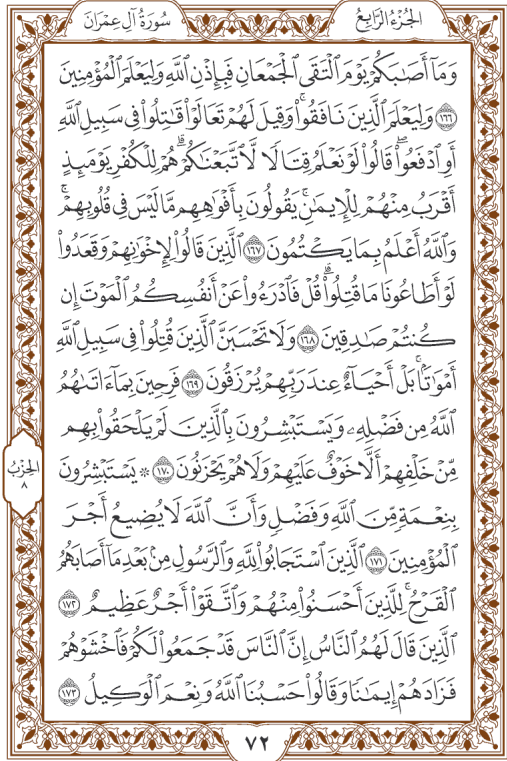 الجُزْءُ الرَّابِعُ
سُورَةُ آلِ عِمْرَانَ
وَمَآ أَصَٰبَكُمْ يَوْمَ ٱلْتَقَى ٱلْجَمْعَانِ فَبِإِذْنِ ٱللَّهِ وَلِيَعْلَمَ ٱلْمُؤْمِنِينَ
١٦٦ وَلِيَعْلَمَ ٱلَّذِينَ نَافَقُوا۟ ۚ وَقِيلَ لَهُمْ تَعَالَوْا۟ قَٰتِلُوا۟ فِى سَبِيلِ ٱللَّهِ
أَوِ ٱدْفَعُوا۟ ۖ قَالُوا۟ لَوْ نَعْلَمُ قِتَالًا لَّٱتَّبَعْنَٰكُمْ ۗ هُمْ لِلْكُفْرِ يَوْمَئِذٍ
أَقْرَبُ مِنْهُمْ لِلْإِيمَٰنِ ۚ يَقُولُونَ بِأَفْوَٰهِهِم مَّا لَيْسَ فِى قُلُوبِهِمْ ۗ
وَٱللَّهُ أَعْلَمُ بِمَا يَكْتُمُونَ ١٦٧ ٱلَّذِينَ قَالُوا۟ لِإِخْوَٰنِهِمْ وَقَعَدُوا۟
لَوْ أَطَاعُونَا مَا قُتِلُوا۟ ۗ قُلْ فَٱدْرَءُوا۟ عَنْ أَنفُسِكُمُ ٱلْمَوْتَ إِن
كُنتُمْ صَٰدِقِينَ ١٦٨ وَلَا تَحْسَبَنَّ ٱلَّذِينَ قُتِلُوا۟ فِى سَبِيلِ ٱللَّهِ
أَمْوَٰتًۢا ۚ بَلْ أَحْيَآءٌ عِندَ رَبِّهِمْ يُرْزَقُونَ ١٦٩ فَرِحِينَ بِمَآ ءَاتَىٰهُمُ
ٱللَّهُ مِن فَضْلِهِۦ وَيَسْتَبْشِرُونَ بِٱلَّذِينَ لَمْ يَلْحَقُوا۟ بِهِم
مِّنْ خَلْفِهِمْ أَلَّا خَوْفٌ عَلَيْهِمْ وَلَا هُمْ يَحْزَنُونَ ١٧٠ ۞ يَسْتَبْشِرُونَ
بِنِعْمَةٍ مِّنَ ٱللَّهِ وَفَضْلٍ وَأَنَّ ٱللَّهَ لَا يُضِيعُ أَجْرَ
ٱلْمُؤْمِنِينَ ١٧١ ٱلَّذِينَ ٱسْتَجَابُوا۟ لِلَّهِ وَٱلرَّسُولِ مِنۢ بَعْدِ مَآ أَصَابَهُمُ
ٱلْقَرْحُ ۚ لِلَّذِينَ أَحْسَنُوا۟ مِنْهُمْ وَٱتَّقَوْا۟ أَجْرٌ عَظِيمٌ ١٧٢
ٱلَّذِينَ قَالَ لَهُمُ ٱلنَّاسُ إِنَّ ٱلنَّاسَ قَدْ جَمَعُوا۟ لَكُمْ فَٱخْشَوْهُمْ
فَزَادَهُمْ إِيمَٰنًا وَقَالُوا۟ حَسْبُنَا ٱللَّهُ وَنِعْمَ ٱلْوَكِيلُ ١٧٣
الحِزْبُ
٨
٧٢